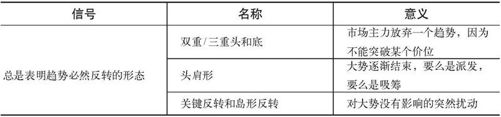 信号 名称 意义
总是表明趋势必然反转的形态
双重/三重头和底
市场主力放弃一个趋势，因为
不能突破某个价位
头肩形
大势逐渐结束，要么是派发，
要么是吸筹
关键反转和岛形反转
对大势没有影响的突然扰动